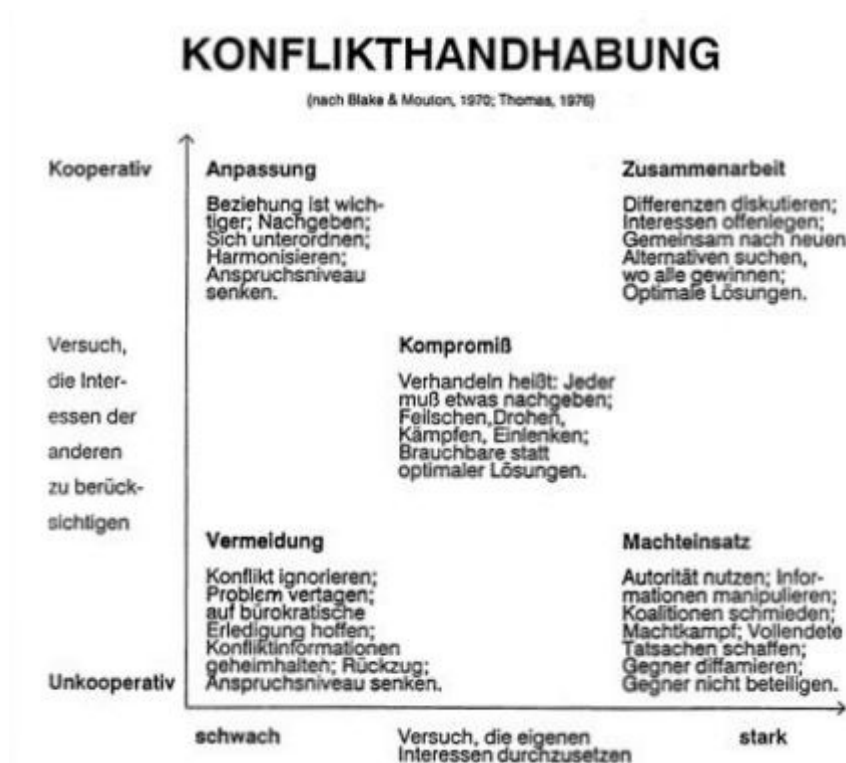 KONFLIKTHANDHABUNG
(nach Blake & Mouton, 1970; Thomas, 1976)
Kooperativ
Anpassung
Beziehung ist wich-
tiger; Nachgeben;
Sich unterordnen;
Harmonisieren;
Anspruchsniveau
senken.
Zusammenarbeit
Differenzen diskutieren;
Interessen offenlegen;
Gemeinsam nach neuen
Alternativen suchen,
wo alle gewinnen;
Optimale Lösungen.
Versuch,
die Inter-
essen der
anderen
zu berück-
sichtigen
Kompromiß
Verhandeln heißt: Jeder
muß etwas nachgeben;
Feilschen,Drohen,
Kämpfen, Einlenken;
Brauchbare statt
optimaler Lösungen.
Vermeidung
Konflikt ignorieren;
Problem vertagen;
auf bürokratische
Erledigung hoffen;
Konfliktinformationen
geheimhalten; Rückzug;
Anspruchsniveau senken.
Machteinsatz
Autorität nutzen; Infor-
mationen manipulieren;
Koalitionen schmieden;
Machtkampf; Vollendete
Tatsachen schaffen;
Gegner diffamieren;
Gegner nicht beteiligen.
Unkooperativ
schwach
Versuch, die eigenen
Interessen durchzusetzen
stark